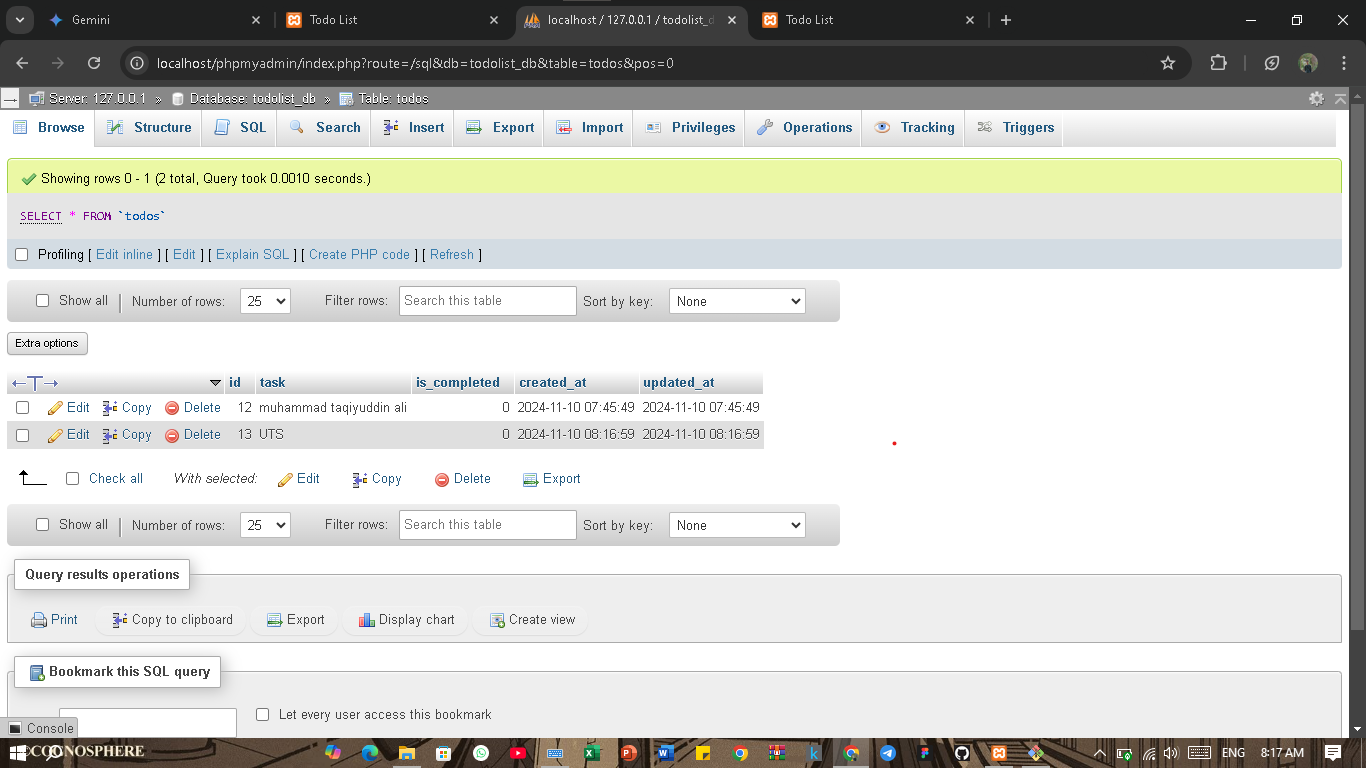 Gemini
Todo List
localhost / 127.0.0.1 / todolist_d
Todo List
localhost/phpmyadmin/index.php?route=/sql&db=todolist_db&table=todos&pos=0
Server: 127.0.0.1 » Database: todolist_db » Table: todos
Browse Structure SQL Search Insert Export Import Privileges Operations Tracking Triggers
Showing rows 0 - 1 (2 total, Query took 0.0010 seconds.)
SELECT * FROM `todos`
Profiling [ Edit inline ] [ Edit ] [ Explain SQL ] [ Create PHP code ] [ Refresh ]
Show all | Number of rows: 25 Filter rows: Search this table Sort by key: None
Extra options
id task is_completed created_at updated_at
Edit Copy Delete 12 muhammad taqiyuddin ali 0 2024-11-10 07:45:49 2024-11-10 07:45:49
Edit Copy Delete 13 UTS 0 2024-11-10 08:16:59 2024-11-10 08:16:59
Check all With selected: Edit Copy Delete Export
Show all | Number of rows: 25 Filter rows: Search this table Sort by key: None
Query results operations
Print Copy to clipboard Export Display chart Create view
Bookmark this SQL query
Let every user access this bookmark
Console
©COGNOSPHERE
ENG 8:17 AM